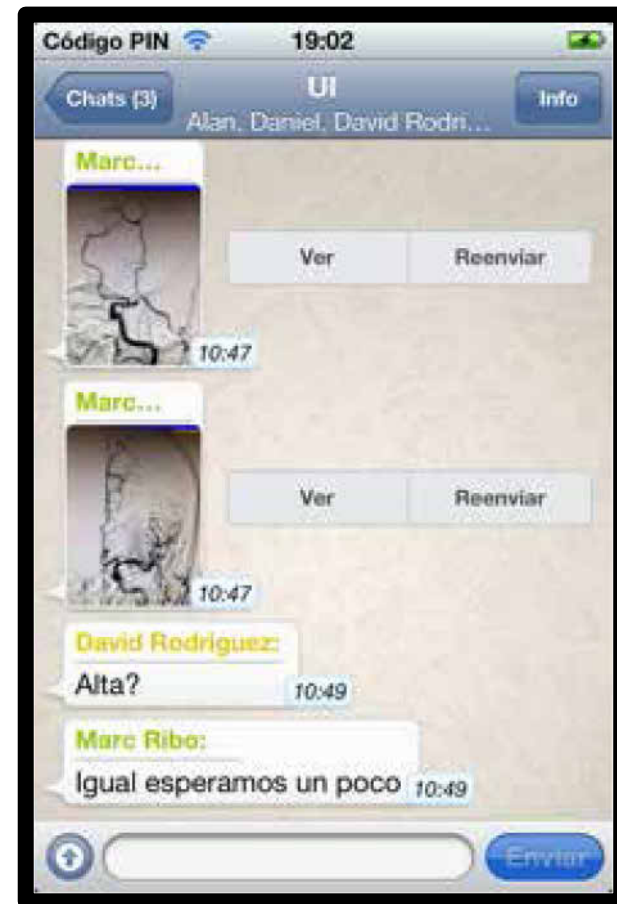 Código PIN 19:02
Chats (3) UI Info
Alan, Daniel, David Rodri...
Marc...
Ver Reenviar
10:47
Marc...
Ver Reenviar
10:47
David Rodriguez:
Alta? 10:49
Marc Ribo:
Igual esperamos un poco 10:49
Enviar